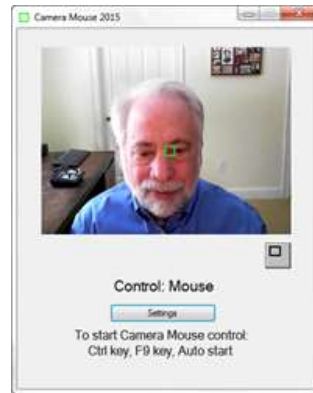 Camera Mouse 2015
Control: Mouse
Settings
To start Camera Mouse control:
Ctrl key, F9 key, Auto start